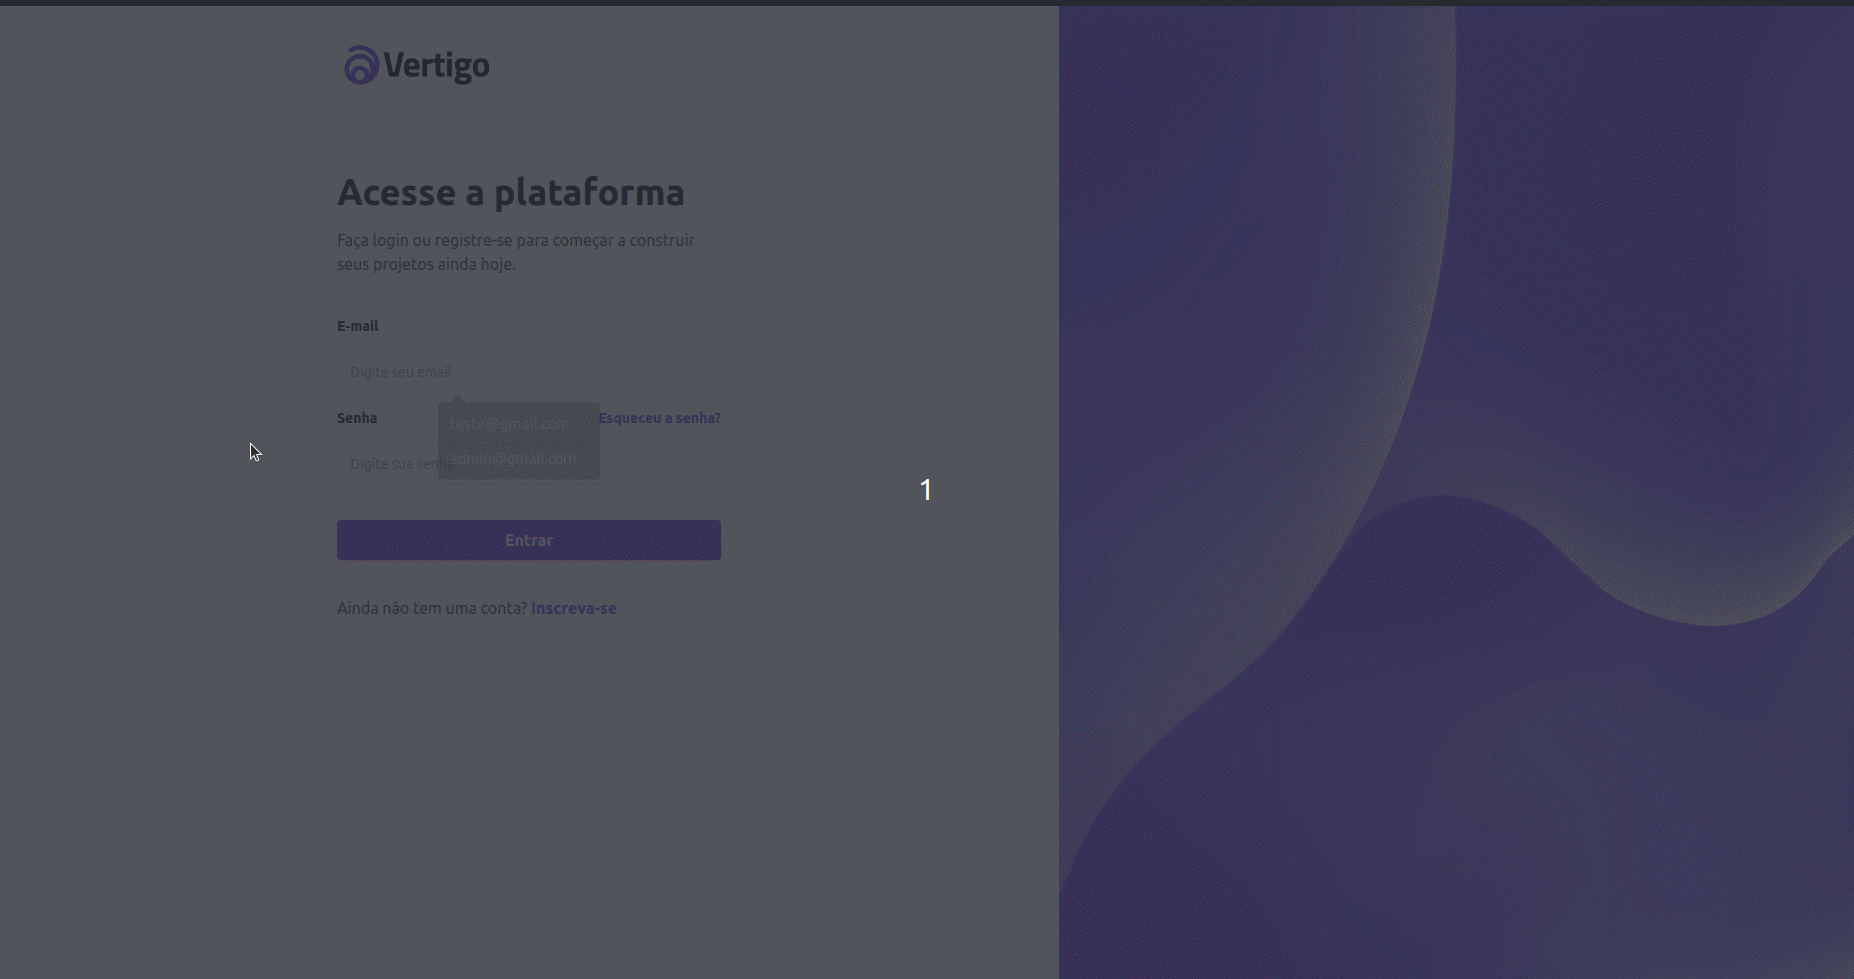 Vertigo
Acesse a plataforma
Faça login ou registre-se para começar a construir
seus projetos ainda hoje.
E-mail
Digite seu email
Senha
Esqueceu a senha?
teste@gmail.com
admin@gmail.com
Digite sua senha
1
Entrar
Ainda não tem uma conta? Inscreva-se